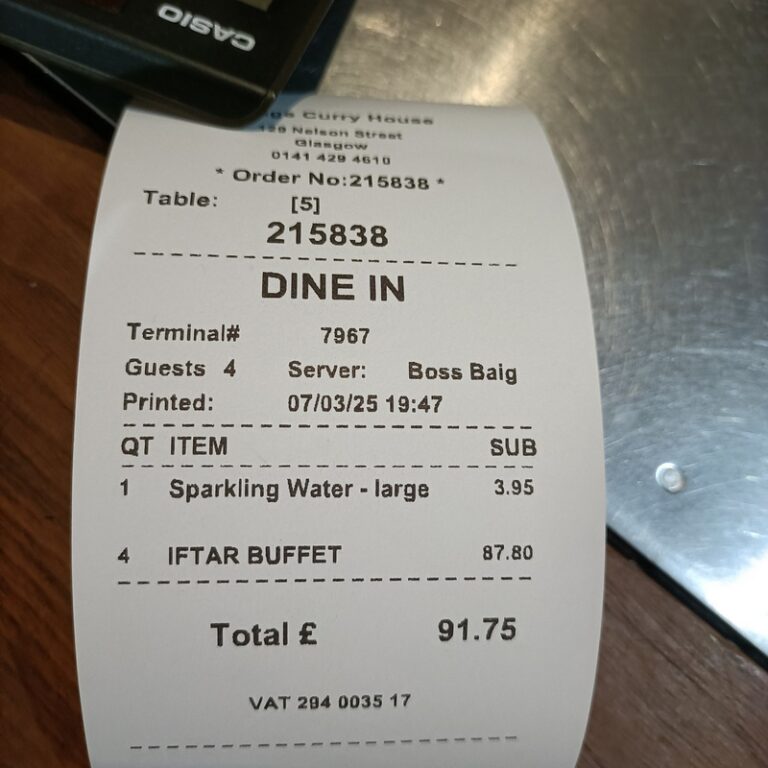 CASIO
Curry House
129 Nelson Street
Glasgow
0141 429 4610
* Order No:215838 *
Table: [5]
215838
DINE IN
Terminal# 7967
Guests 4 Server: Boss Baig
Printed: 07/03/25 19:47
QT ITEM SUB
1 Sparkling Water - large 3.95
4 IFTAR BUFFET 87.80
Total £ 91.75
VAT 294 0035 17